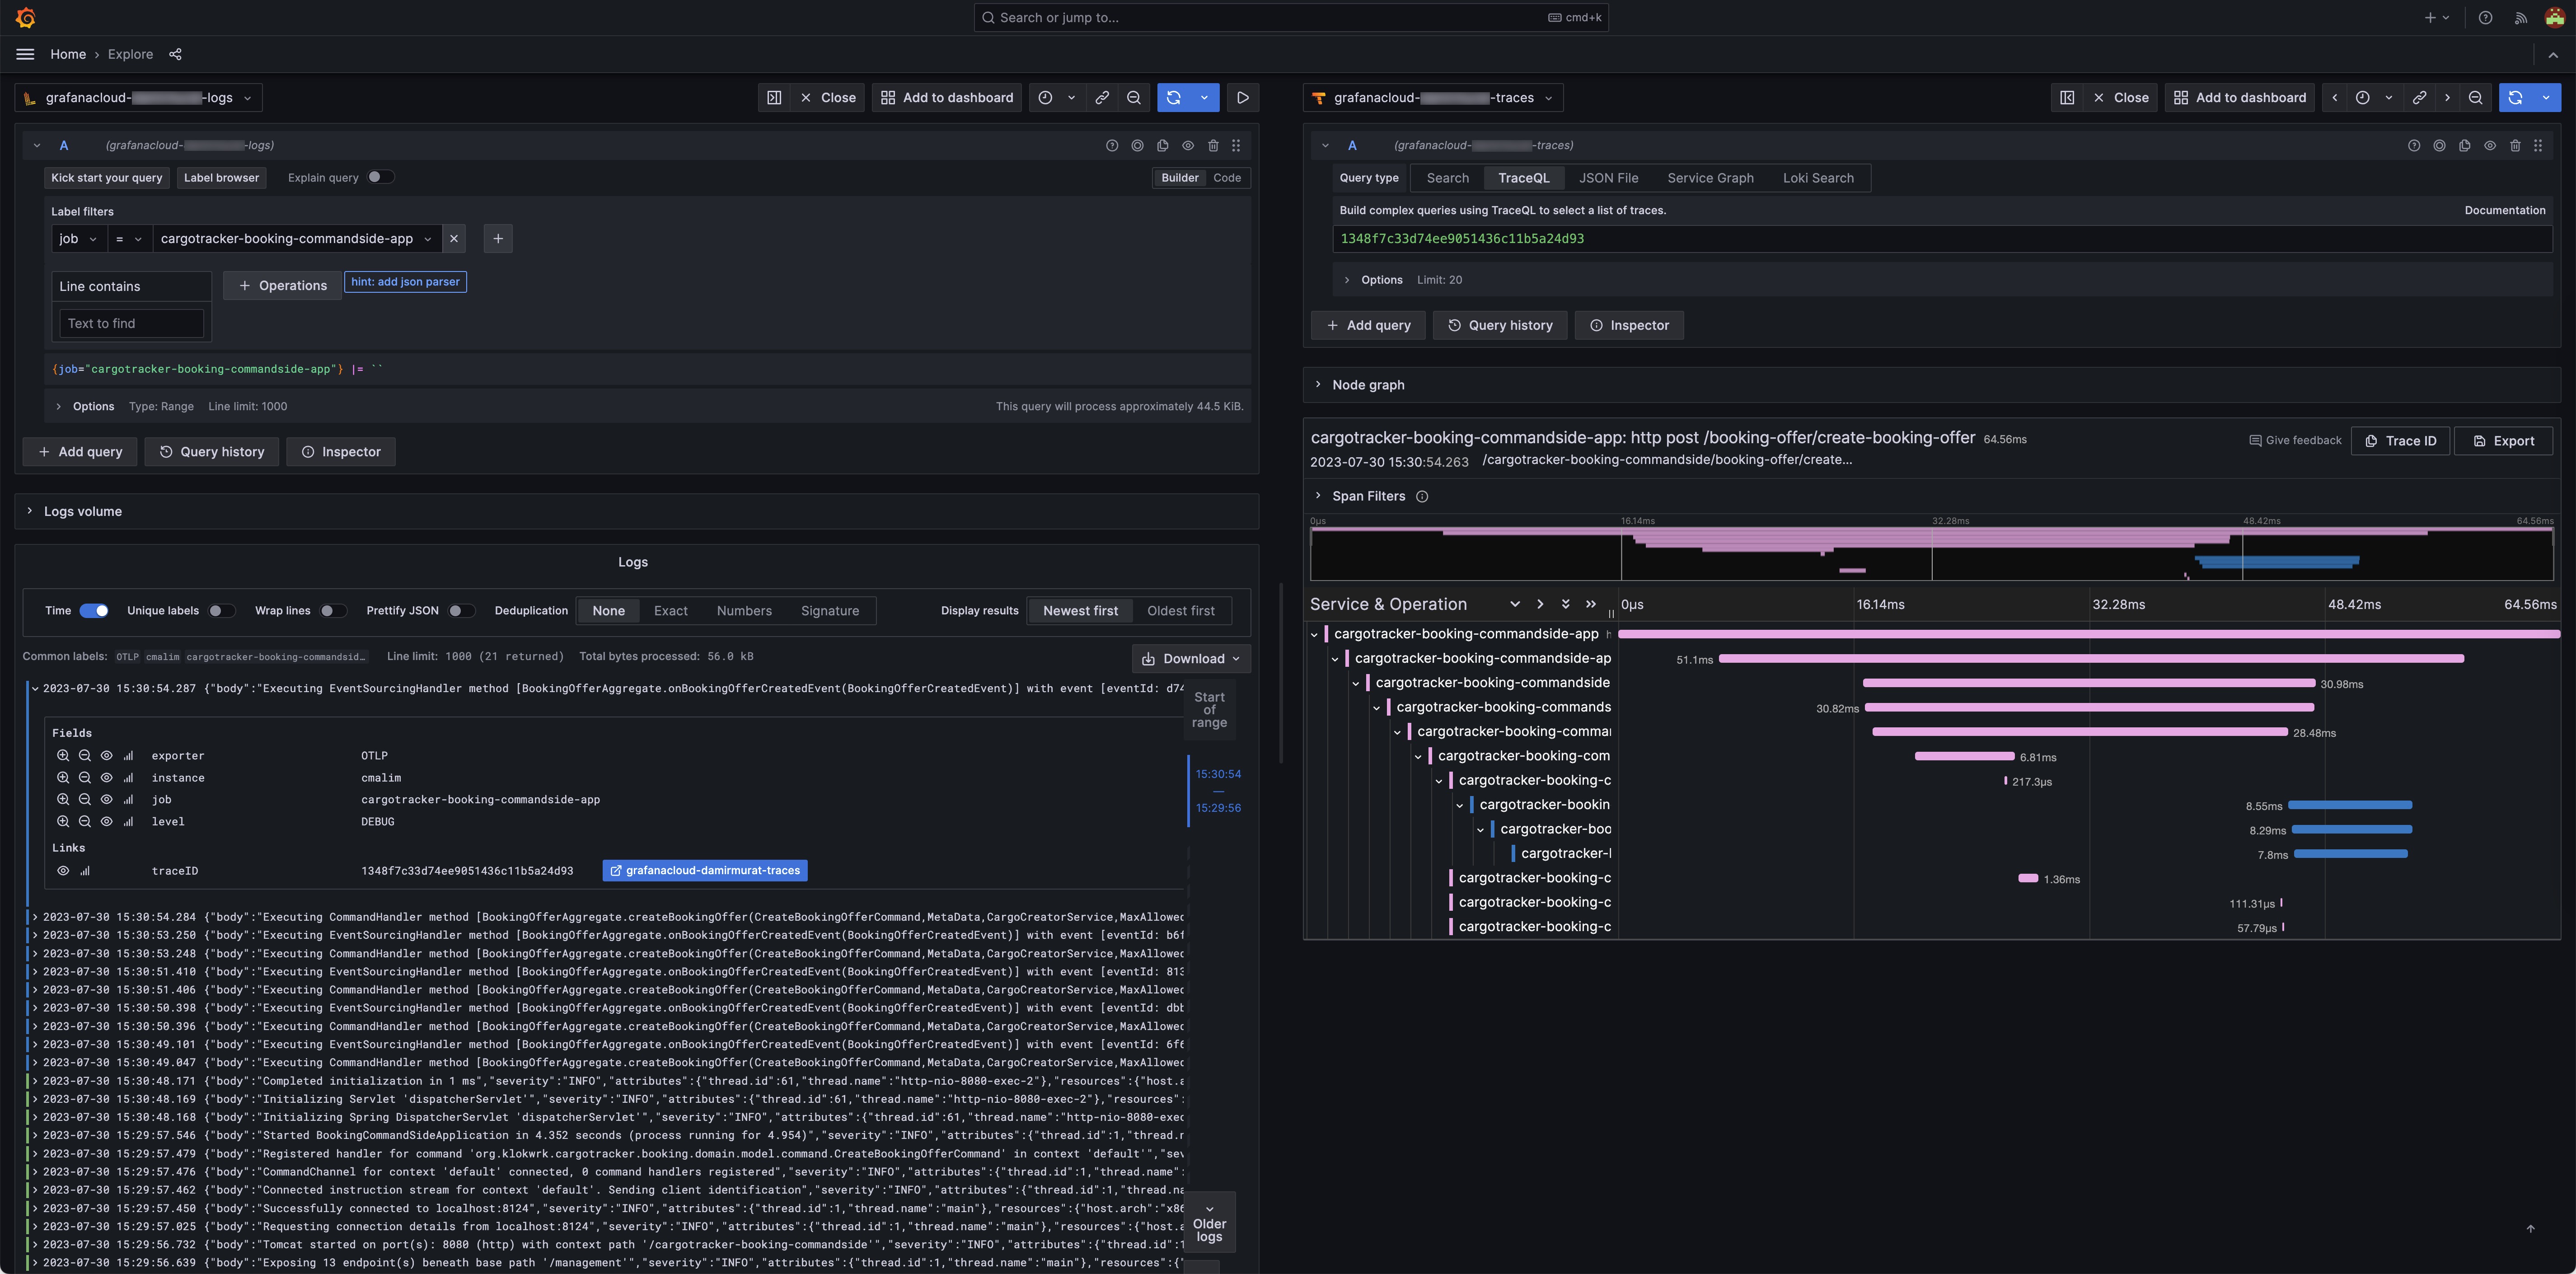 Search or jump to...
cmd+k
Home
Explore
grafanacloud-
-logs
Close
Add to dashboard
A
(grafanacloud-
-logs)
Kick start your query
Label browser
Explain query
Builder
Code
Label filters
job
=
cargotracker-booking-commandside-app
Line contains
Operations
hint: add json parser
Text to find
{job="cargotracker-booking-commandside-app"} |= ``
Options
Type: Range
Line limit: 1000
This query will process approximately 44.5 KiB.
Add query
Query history
Inspector
Logs volume
Logs
Time
Unique labels
Wrap lines
Prettify JSON
Deduplication
None
Exact
Numbers
Signature
Display results
Newest first
Oldest first
Common labels:
OTLP
cmalim
cargotracker-booking-commandsid…
Line limit: 1000 (21 returned)
Total bytes processed: 56.0 kB
Download
2023-07-30 15:30:54.287 {"body":"Executing EventSourcingHandler method [BookingOfferAggregate.onBookingOfferCreatedEvent(BookingOfferCreatedEvent)] with event [eventId: d74
Fields
exporter OTLP
instance cmalim
job cargotracker-booking-commandside-app
level DEBUG
Links
traceID 1348f7c33d74ee9051436c11b5a24d93
grafanacloud-damirmurat-traces
2023-07-30 15:30:54.284 {"body":"Executing CommandHandler method [BookingOfferAggregate.createBookingOffer(CreateBookingOfferCommand,MetaData,CargoCreatorService,MaxAllowed
2023-07-30 15:30:53.250 {"body":"Executing EventSourcingHandler method [BookingOfferAggregate.onBookingOfferCreatedEvent(BookingOfferCreatedEvent)] with event [eventId: b6f
2023-07-30 15:30:53.248 {"body":"Executing CommandHandler method [BookingOfferAggregate.createBookingOffer(CreateBookingOfferCommand,MetaData,CargoCreatorService,MaxAllowed
2023-07-30 15:30:51.410 {"body":"Executing EventSourcingHandler method [BookingOfferAggregate.onBookingOfferCreatedEvent(BookingOfferCreatedEvent)] with event [eventId: 813
2023-07-30 15:30:51.406 {"body":"Executing CommandHandler method [BookingOfferAggregate.createBookingOffer(CreateBookingOfferCommand,MetaData,CargoCreatorService,MaxAllowed
2023-07-30 15:30:50.398 {"body":"Executing EventSourcingHandler method [BookingOfferAggregate.onBookingOfferCreatedEvent(BookingOfferCreatedEvent)] with event [eventId: dbb
2023-07-30 15:30:50.396 {"body":"Executing CommandHandler method [BookingOfferAggregate.createBookingOffer(CreateBookingOfferCommand,MetaData,CargoCreatorService,MaxAllowed
2023-07-30 15:30:49.101 {"body":"Executing EventSourcingHandler method [BookingOfferAggregate.onBookingOfferCreatedEvent(BookingOfferCreatedEvent)] with event [eventId: 6f6
2023-07-30 15:30:49.047 {"body":"Executing CommandHandler method [BookingOfferAggregate.createBookingOffer(CreateBookingOfferCommand,MetaData,CargoCreatorService,MaxAllowed
2023-07-30 15:30:48.171 {"body":"Completed initialization in 1 ms","severity":"INFO","attributes":{"thread.id":61,"thread.name":"http-nio-8080-exec-2"},"resources":{"host.a
2023-07-30 15:30:48.169 {"body":"Initializing Servlet 'dispatcherServlet'","severity":"INFO","attributes":{"thread.id":61,"thread.name":"http-nio-8080-exec-2"},"resources":
2023-07-30 15:30:48.168 {"body":"Initializing Spring DispatcherServlet 'dispatcherServlet'","severity":"INFO","attributes":{"thread.id":61,"thread.name":"http-nio-8080-exec
2023-07-30 15:29:57.546 {"body":"Started BookingCommandSideApplication in 4.352 seconds (process running for 4.954)","severity":"INFO","attributes":{"thread.id":1,"thread.n
2023-07-30 15:29:57.479 {"body":"Registered handler for command 'org.klokwrk.cargotracker.booking.domain.model.command.CreateBookingOfferCommand' in context 'default'","sev
2023-07-30 15:29:57.476 {"body":"CommandChannel for context 'default' connected, 0 command handlers registered","severity":"INFO","attributes":{"thread.id":1,"thread.name":
2023-07-30 15:29:57.462 {"body":"Connected instruction stream for context 'default'. Sending client identification","severity":"INFO","attributes":{"thread.id":1,"thread.na
2023-07-30 15:29:57.450 {"body":"Successfully connected to localhost:8124","severity":"INFO","attributes":{"thread.id":1,"thread.name":"main"},"resources":{"host.arch":"x86
2023-07-30 15:29:57.025 {"body":"Requesting connection details from localhost:8124","severity":"INFO","attributes":{"thread.id":1,"thread.name":"main"},"resources":{"host.a
2023-07-30 15:29:56.732 {"body":"Tomcat started on port(s): 8080 (http) with context path '/cargotracker-booking-commandside'","severity":"INFO","attributes":{"thread.id":1
2023-07-30 15:29:56.639 {"body":"Exposing 13 endpoint(s) beneath base path '/management'","severity":"INFO","attributes":{"thread.id":1,"thread.name":"main"},"resources":{"
Start
of
range
15:30:54
—
15:29:56
Older
logs
grafanacloud-
-traces
Close
Add to dashboard
A
(grafanacloud-
-traces)
Query type
Search
TraceQL
JSON File
Service Graph
Loki Search
Build complex queries using TraceQL to select a list of traces.
Documentation
1348f7c33d74ee9051436c11b5a24d93
Options
Limit: 20
Add query
Query history
Inspector
Node graph
cargotracker-booking-commandside-app: http post /booking-offer/create-booking-offer 64.56ms
Give feedback
Trace ID
Export
2023-07-30 15:30:54.263
/cargotracker-booking-commandside/booking-offer/create...
Span Filters
0μs
16.14ms
32.28ms
48.42ms
64.56ms
Service & Operation
0μs
16.14ms
32.28ms
48.42ms
64.56ms
cargotracker-booking-commandside-app h
cargotracker-booking-commandside-ap
51.1ms
cargotracker-booking-commandside
30.98ms
cargotracker-booking-commands
30.82ms
cargotracker-booking-commar
28.48ms
cargotracker-booking-com
6.81ms
cargotracker-booking-c
217.3μs
cargotracker-bookin
8.55ms
cargotracker-boo
8.29ms
cargotracker-l
7.8ms
cargotracker-booking-c
1.36ms
cargotracker-booking-c
111.31μs
cargotracker-booking-c
57.79μs